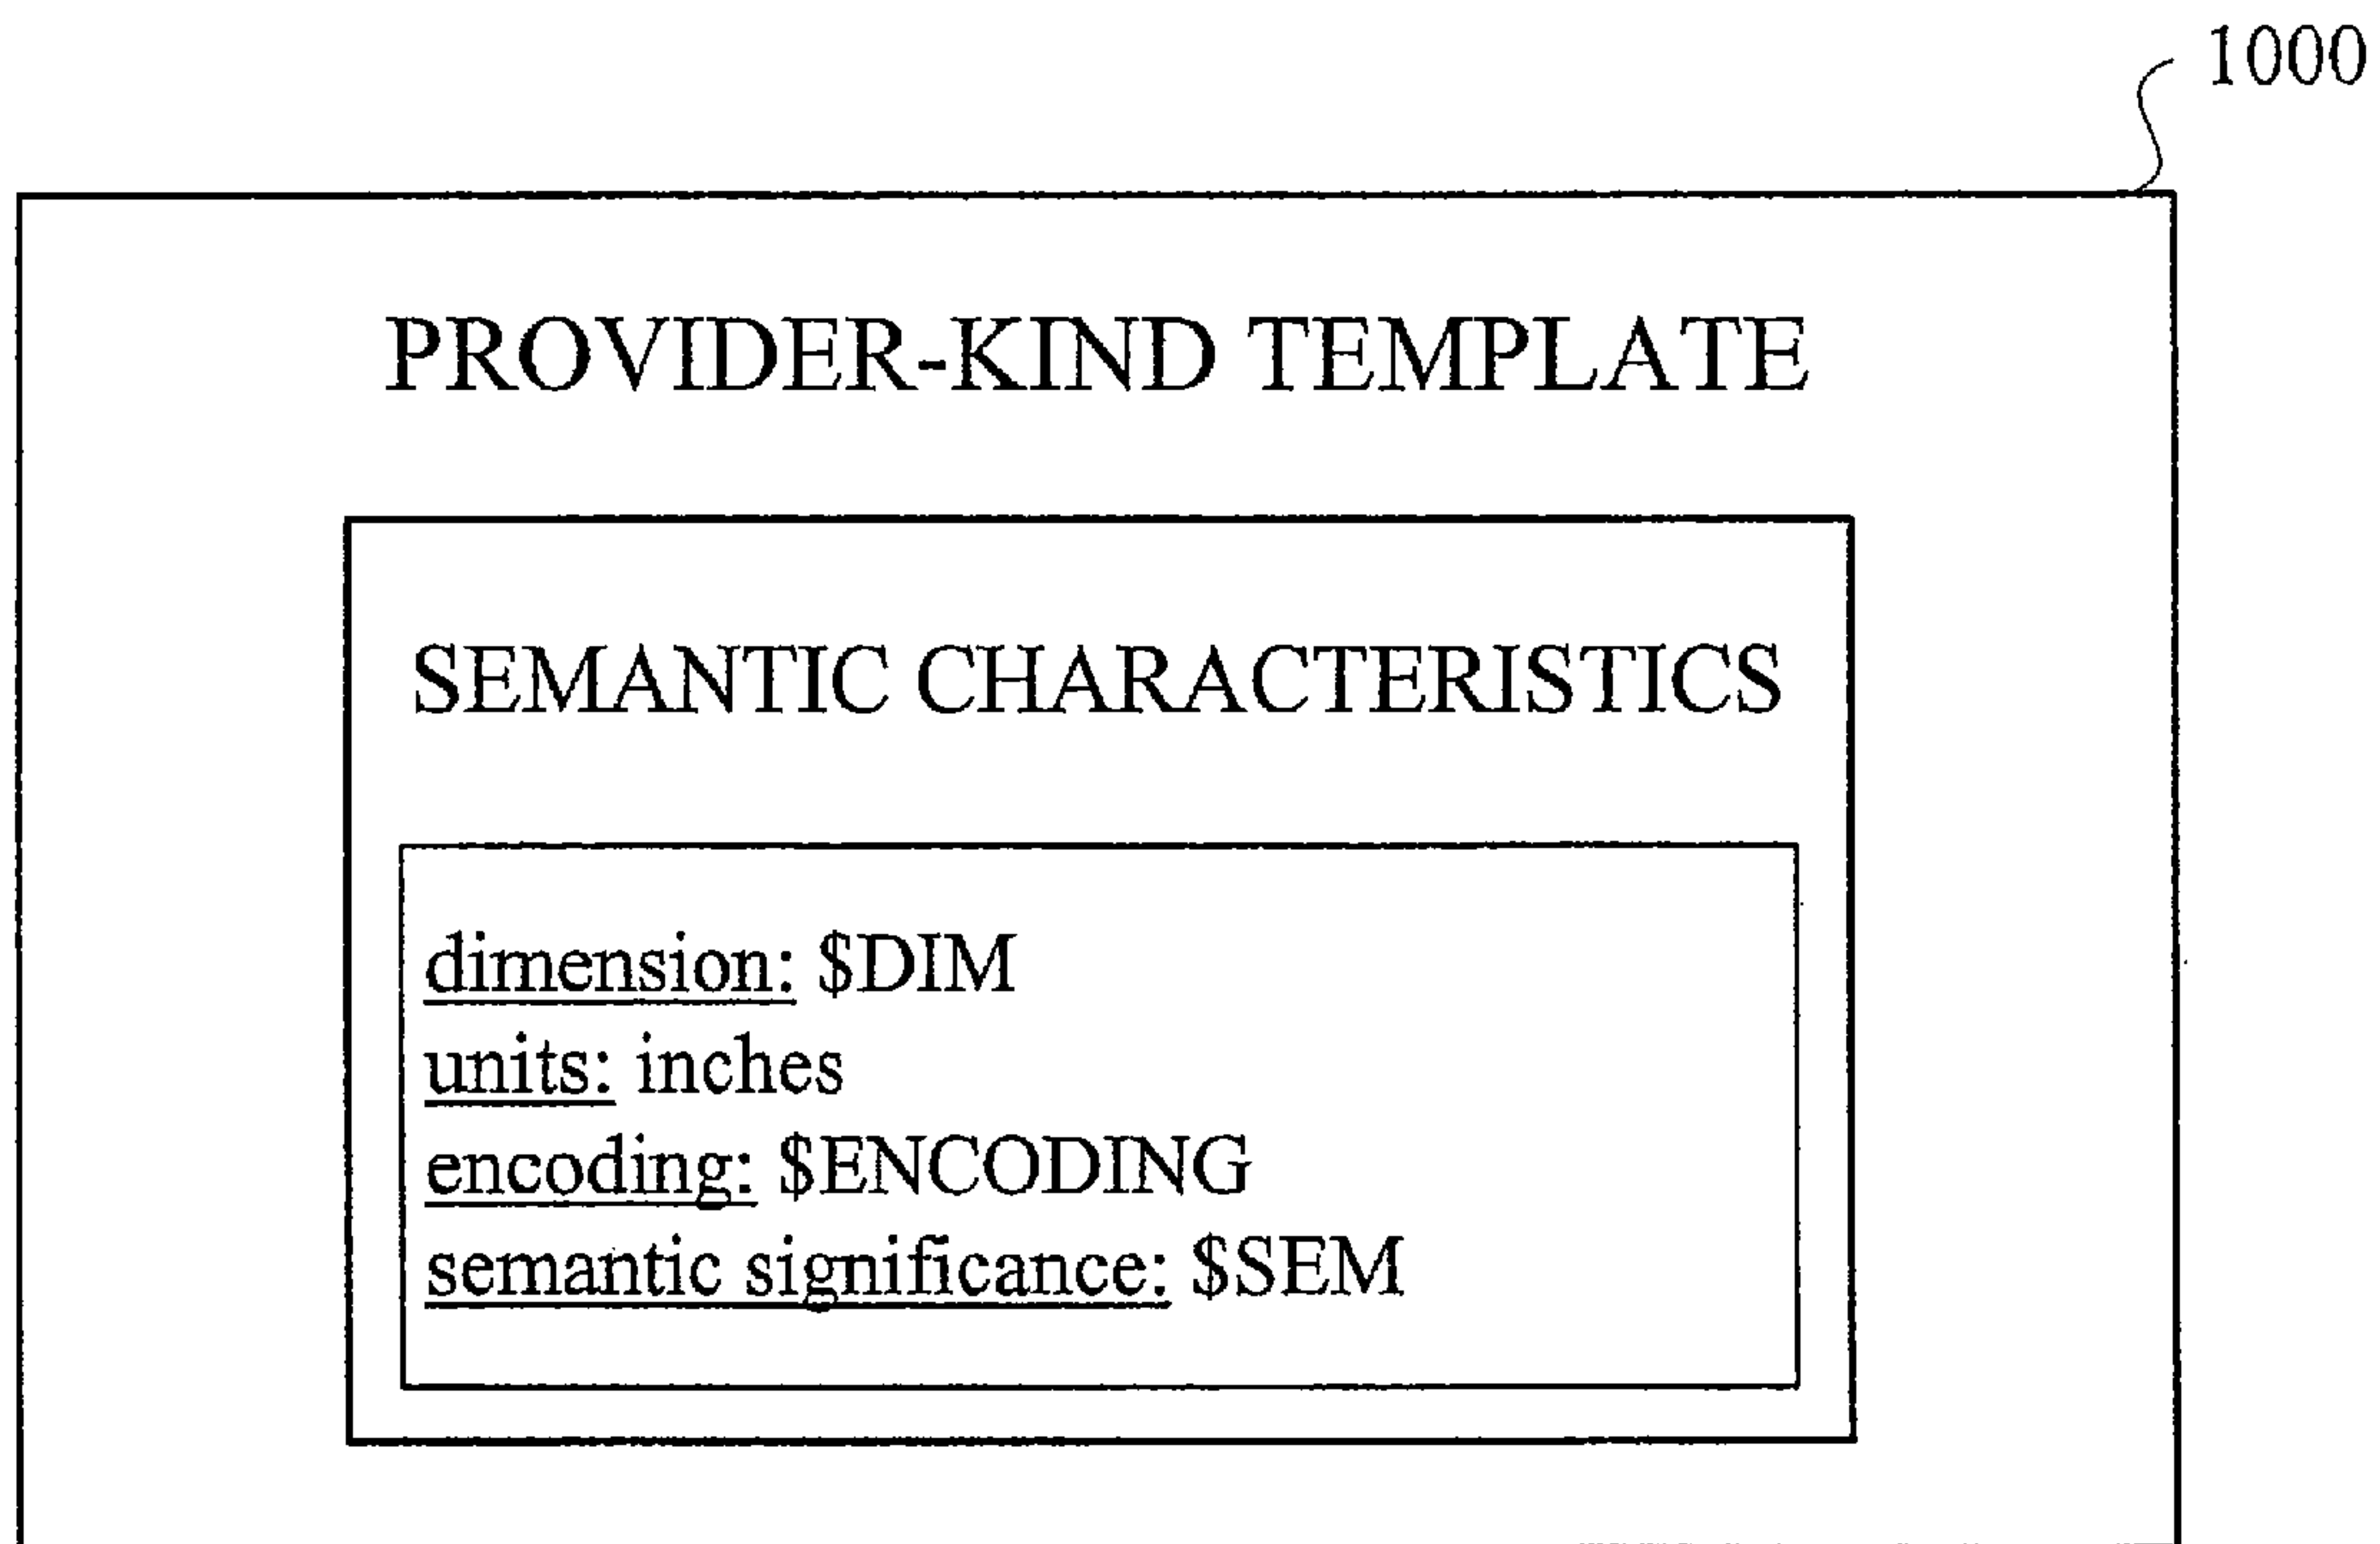 1000
PROVIDER-KIND TEMPLATE
SEMANTIC CHARACTERISTICS
dimension: $DIM
units: inches
encoding: $ENCODING
semantic significance: $SEM